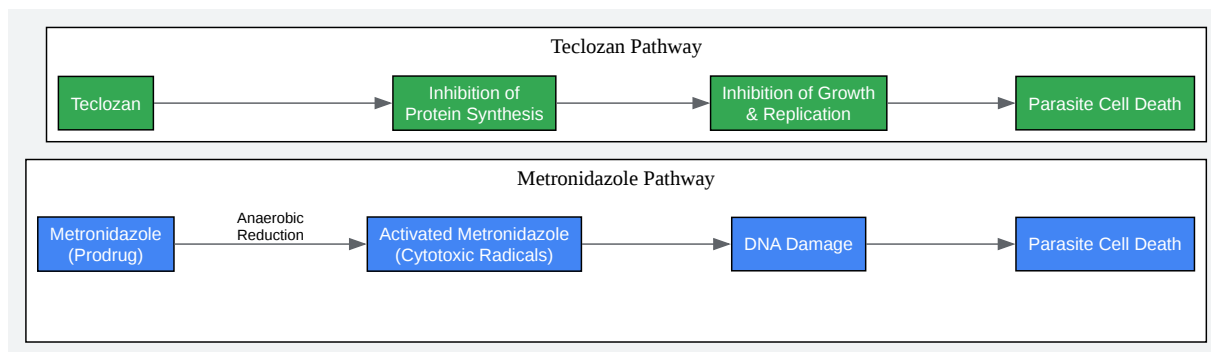 Teclozan Pathway
Teclozan
Inhibition of
Protein Synthesis
Inhibition of Growth
& Replication
Parasite Cell Death
Metronidazole Pathway
Metronidazole
(Prodrug)
Anaerobic
Reduction
Activated Metronidazole
(Cytotoxic Radicals)
DNA Damage
Parasite Cell Death